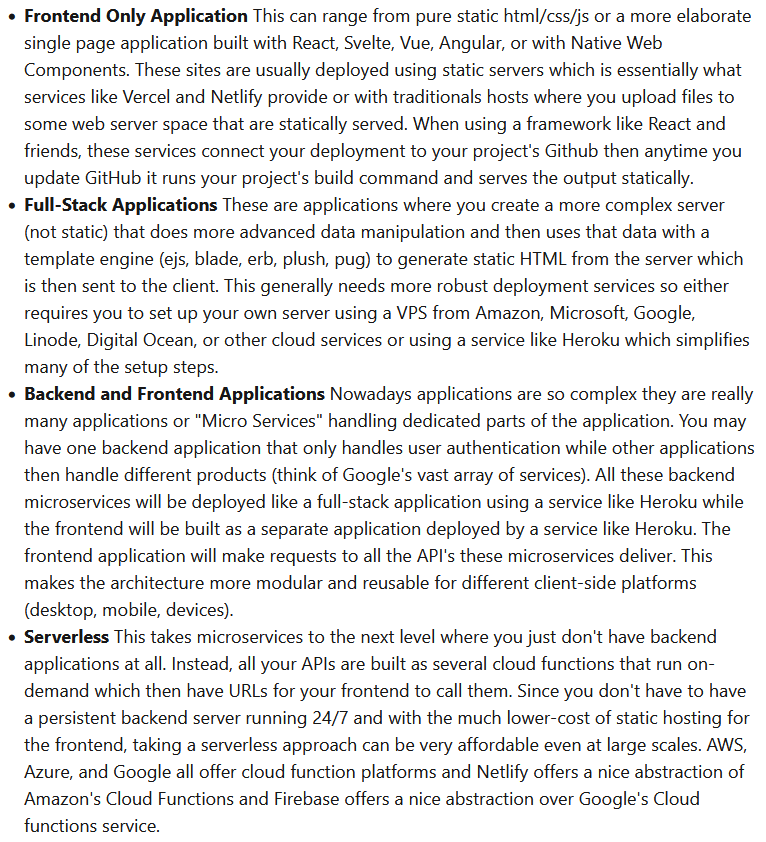 • Frontend Only Application This can range from pure static html/css/js or a more elaborate
single page application built with React, Svelte, Vue, Angular, or with Native Web
Components. These sites are usually deployed using static servers which is essentially what
services like Vercel and Netlify provide or with traditionals hosts where you upload files to
some web server space that are statically served. When using a framework like React and
friends, these services connect your deployment to your project's Github then anytime you
update GitHub it runs your project's build command and serves the output statically.
• Full-Stack Applications These are applications where you create a more complex server
(not static) that does more advanced data manipulation and then uses that data with a
template engine (ejs, blade, erb, plush, pug) to generate static HTML from the server which
is then sent to the client. This generally needs more robust deployment services so either
requires you to set up your own server using a VPS from Amazon, Microsoft, Google,
Linode, Digital Ocean, or other cloud services or using a service like Heroku which simplifies
many of the setup steps.
• Backend and Frontend Applications Nowadays applications are so complex they are really
many applications or "Micro Services" handling dedicated parts of the application. You may
have one backend application that only handles user authentication while other applications
then handle different products (think of Google's vast array of services). All these backend
microservices will be deployed like a full-stack application using a service like Heroku while
the frontend will be built as a separate application deployed by a service like Heroku. The
frontend application will make requests to all the API's these microservices deliver. This
makes the architecture more modular and reusable for different client-side platforms
(desktop, mobile, devices).
• Serverless This takes microservices to the next level where you just don't have backend
applications at all. Instead, all your APIs are built as several cloud functions that run on-
demand which then have URLs for your frontend to call them. Since you don't have to have
a persistent backend server running 24/7 and with the much lower-cost of static hosting for
the frontend, taking a serverless approach can be very affordable even at large scales. AWS,
Azure, and Google all offer cloud function platforms and Netlify offers a nice abstraction of
Amazon's Cloud Functions and Firebase offers a nice abstraction over Google's Cloud
functions service.